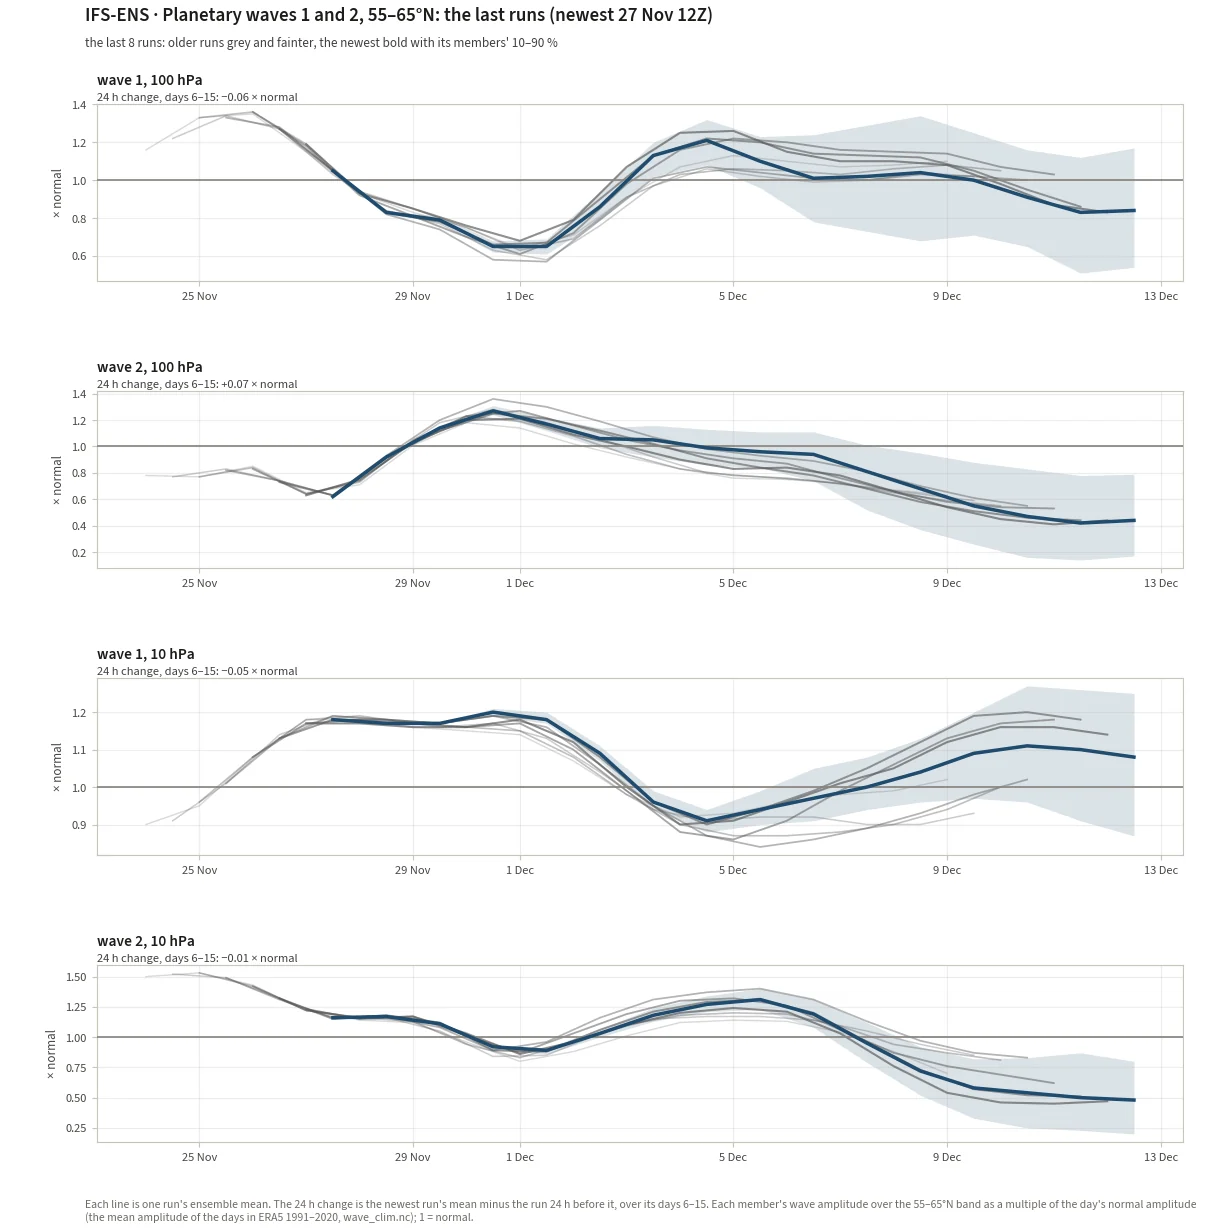 IFS-ENS · Planetary waves 1 and 2, 55–65°N: the last runs (newest 27 Nov 12Z)
the last 8 runs: older runs grey and fainter, the newest bold with its members' 10–90 %
wave 1, 100 hPa
24 h change, days 6–15: −0.06 × normal
1.4
1.2
1.0
0.8
0.6
× normal
25 Nov
29 Nov
1 Dec
5 Dec
9 Dec
13 Dec
wave 2, 100 hPa
24 h change, days 6–15: +0.07 × normal
1.4
1.2
1.0
0.8
0.6
0.4
0.2
× normal
25 Nov
29 Nov
1 Dec
5 Dec
9 Dec
13 Dec
wave 1, 10 hPa
24 h change, days 6–15: −0.05 × normal
1.2
1.1
1.0
0.9
× normal
25 Nov
29 Nov
1 Dec
5 Dec
9 Dec
13 Dec
wave 2, 10 hPa
24 h change, days 6–15: −0.01 × normal
1.50
1.25
1.00
0.75
0.50
0.25
× normal
25 Nov
29 Nov
1 Dec
5 Dec
9 Dec
13 Dec
Each line is one run's ensemble mean. The 24 h change is the newest run's mean minus the run 24 h before it, over its days 6–15. Each member's wave amplitude over the 55–65°N band as a multiple of the day's normal amplitude
(the mean amplitude of the days in ERA5 1991–2020, wave_clim.nc); 1 = normal.